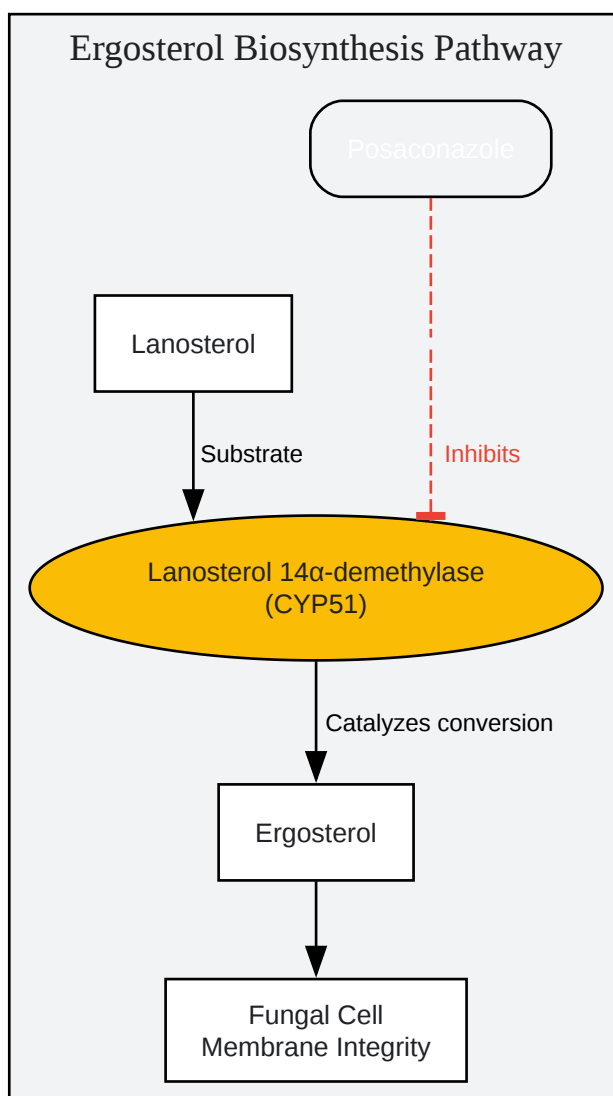 Ergosterol Biosynthesis Pathway
Posaconazole
Lanosterol
Substrate
Inhibits
Lanosterol 14α-demethylase
(CYP51)
Catalyzes conversion
Ergosterol
Fungal Cell
Membrane Integrity